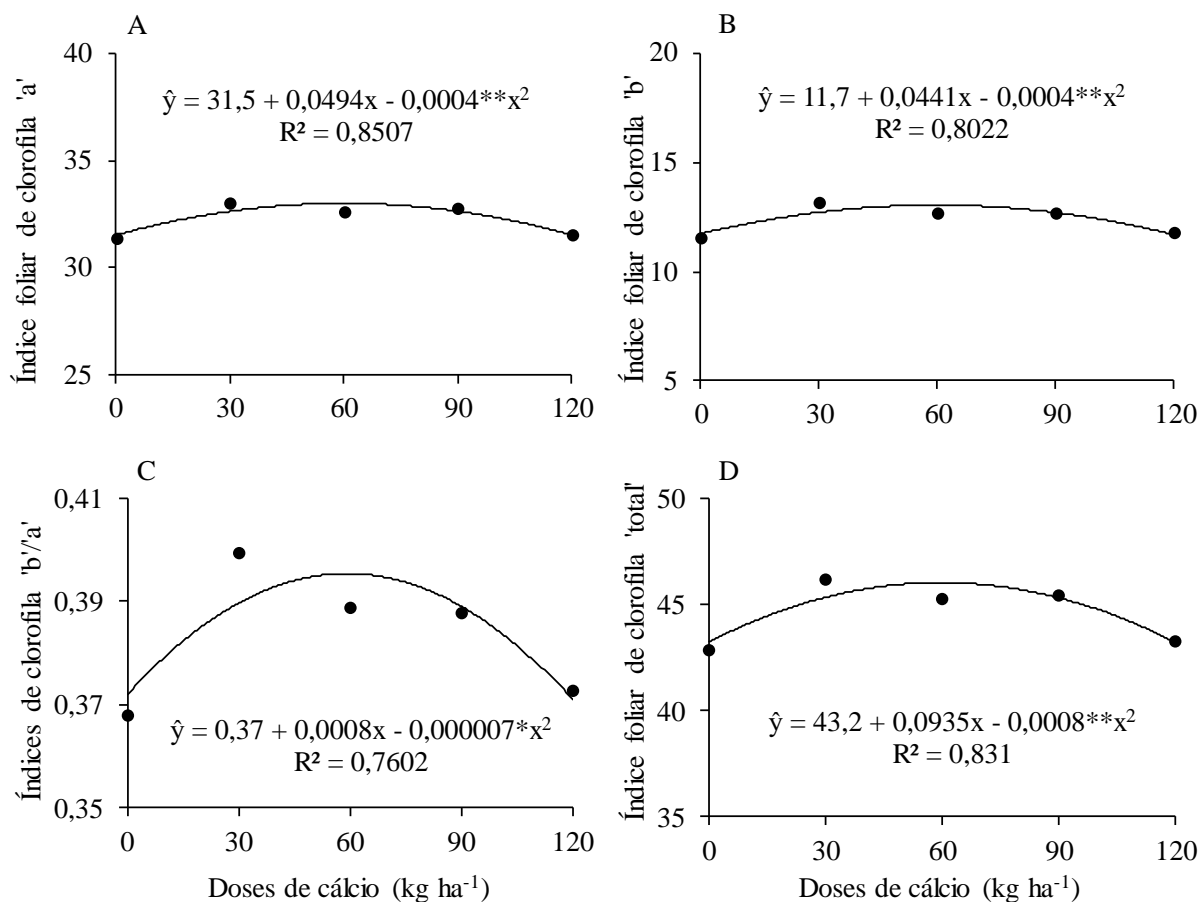 A
Índice foliar de clorofila 'a'
40
35
30
25
ŷ = 31,5 + 0,0494x - 0,0004**x²
R² = 0,8507
0 30 60 90 120
B
Índice foliar de clorofila 'b'
20
15
10
5
ŷ = 11,7 + 0,0441x - 0,0004**x²
R² = 0,8022
0 30 60 90 120
C
Índices de clorofila 'b'/'a'
0,41
0,39
0,37
0,35
ŷ = 0,37 + 0,0008x - 0,000007*x²
R² = 0,7602
0 30 60 90 120
Doses de cálcio (kg ha⁻¹)
D
Índice foliar de clorofila 'total'
50
45
40
35
ŷ = 43,2 + 0,0935x - 0,0008**x²
R² = 0,831
0 30 60 90 120
Doses de cálcio (kg ha⁻¹)